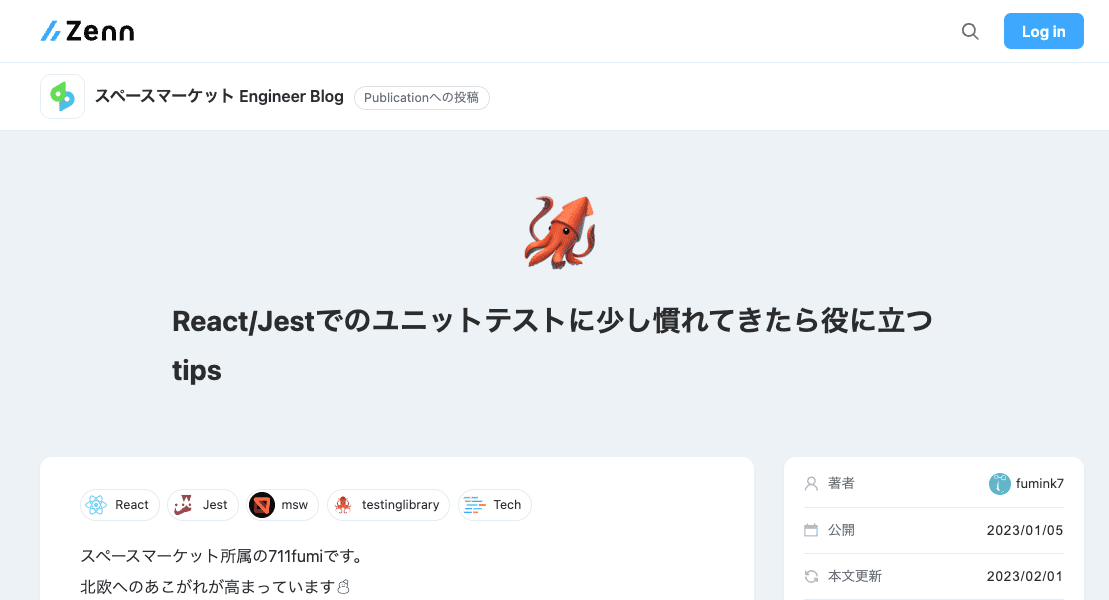 Zenn
Log in
スペースマーケット Engineer Blog
Publicationへの投稿
React/Jestでのユニットテストに少し慣れてきたら役に立つ
tips
React
Jest
msw
testinglibrary
Tech
スペースマーケット所属の711fumiです。
北欧へのあこがれが高まっています☃
著者
fumink7
公開
2023/01/05
本文更新
2023/02/01